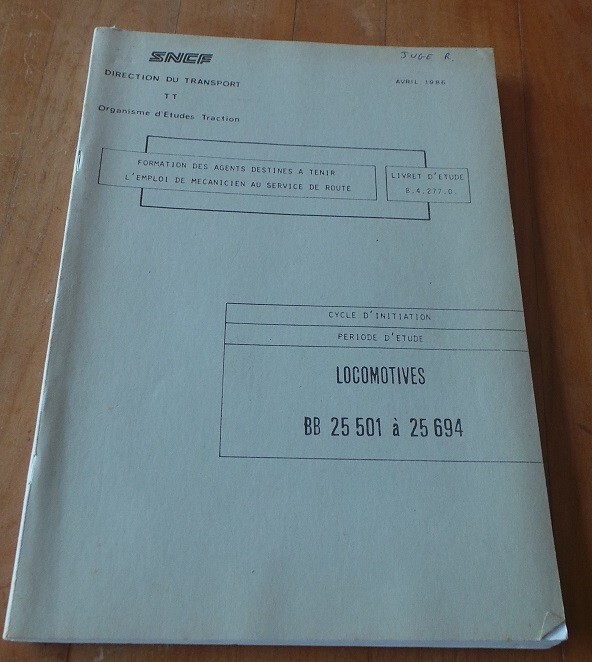 SNCF
JUGE R.
DIRECTION DU TRANSPORT
AVRIL 1986
TT
Organisme d'Etudes Traction
FORMATION DES AGENTS DESTINES A TENIR
L'EMPLOI DE MECANICIEN AU SERVICE DE ROUTE
LIVRET D'ETUDE
B.4.277.0.
CYCLE D'INITIATION
PERIODE D'ETUDE
LOCOMOTIVES
BB 25 501 à 25 694